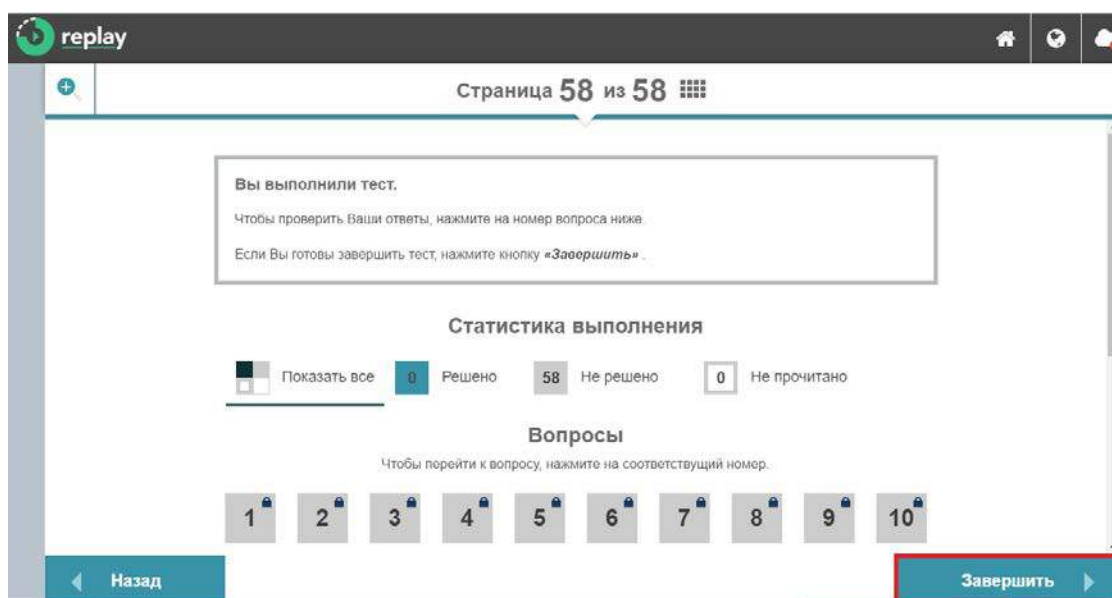 replay
Страница 58 из 58
Вы выполнили тест.
Чтобы проверить Ваши ответы, нажмите на номер вопроса ниже.
Если Вы готовы завершить тест, нажмите кнопку «Завершить» .
Статистика выполнения
Показать все 0 Решено 58 Не решено 0 Не прочитано
Вопросы
Чтобы перейти к вопросу, нажмите на соответствущий номер.
1 2 3 4 5 6 7 8 9 10
Назад Завершить